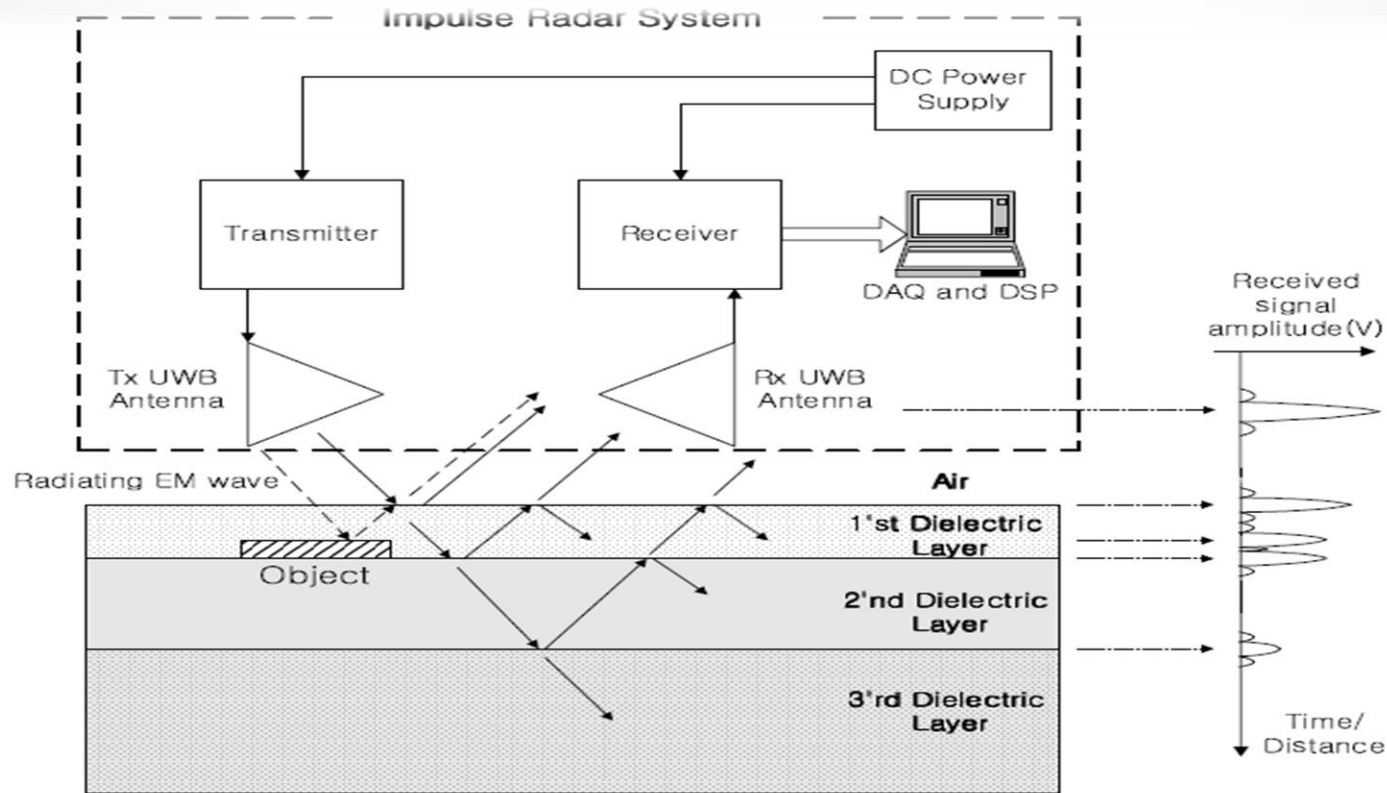 Impulse Radar System
DC Power
Supply
Transmitter
Receiver
DAQ and DSP
Received
signal
amplitude(V)
Tx UWB
Antenna
Rx UWB
Antenna
Radiating EM wave
Air
1'st Dielectric
Layer
Object
2'nd Dielectric
Layer
3'rd Dielectric
Layer
Time/
Distance